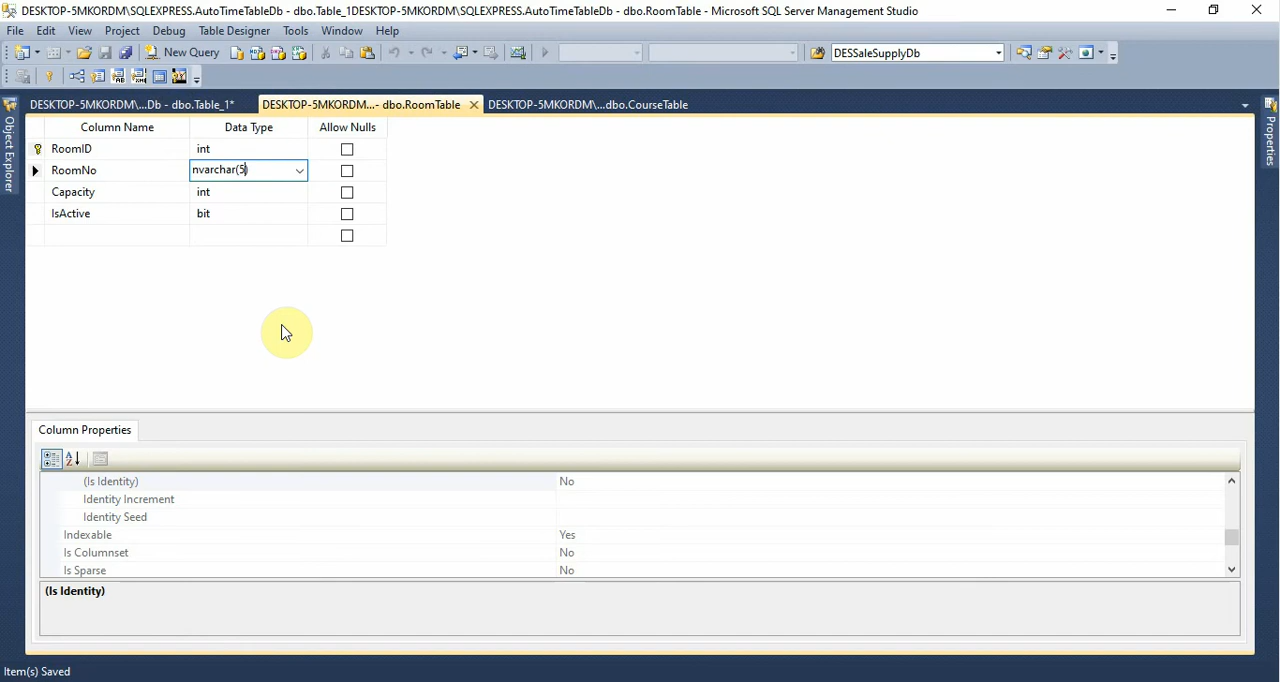 DESKTOP-5MKORDM\SQLEXPRESS.AutoTimeTableDb - dbo.Table_1DESKTOP-5MKORDM\SQLEXPRESS.AutoTimeTableDb - dbo.RoomTable - Microsoft SQL Server Management Studio
File Edit View Project Debug Table Designer Tools Window Help
New Query DESSaleSupplyDb
DESKTOP-5MKORDM\...Db - dbo.Table_1* DESKTOP-5MKORDM...- dbo.RoomTable DESKTOP-5MKORDM\...dbo.CourseTable
Object Explorer
Properties
Column Name Data Type Allow Nulls
RoomID int
RoomNo nvarchar(5)
Capacity int
IsActive bit
Column Properties
(Is Identity) No
Identity Increment
Identity Seed
Indexable Yes
Is Columnset No
Is Sparse No
(Is Identity)
Item(s) Saved